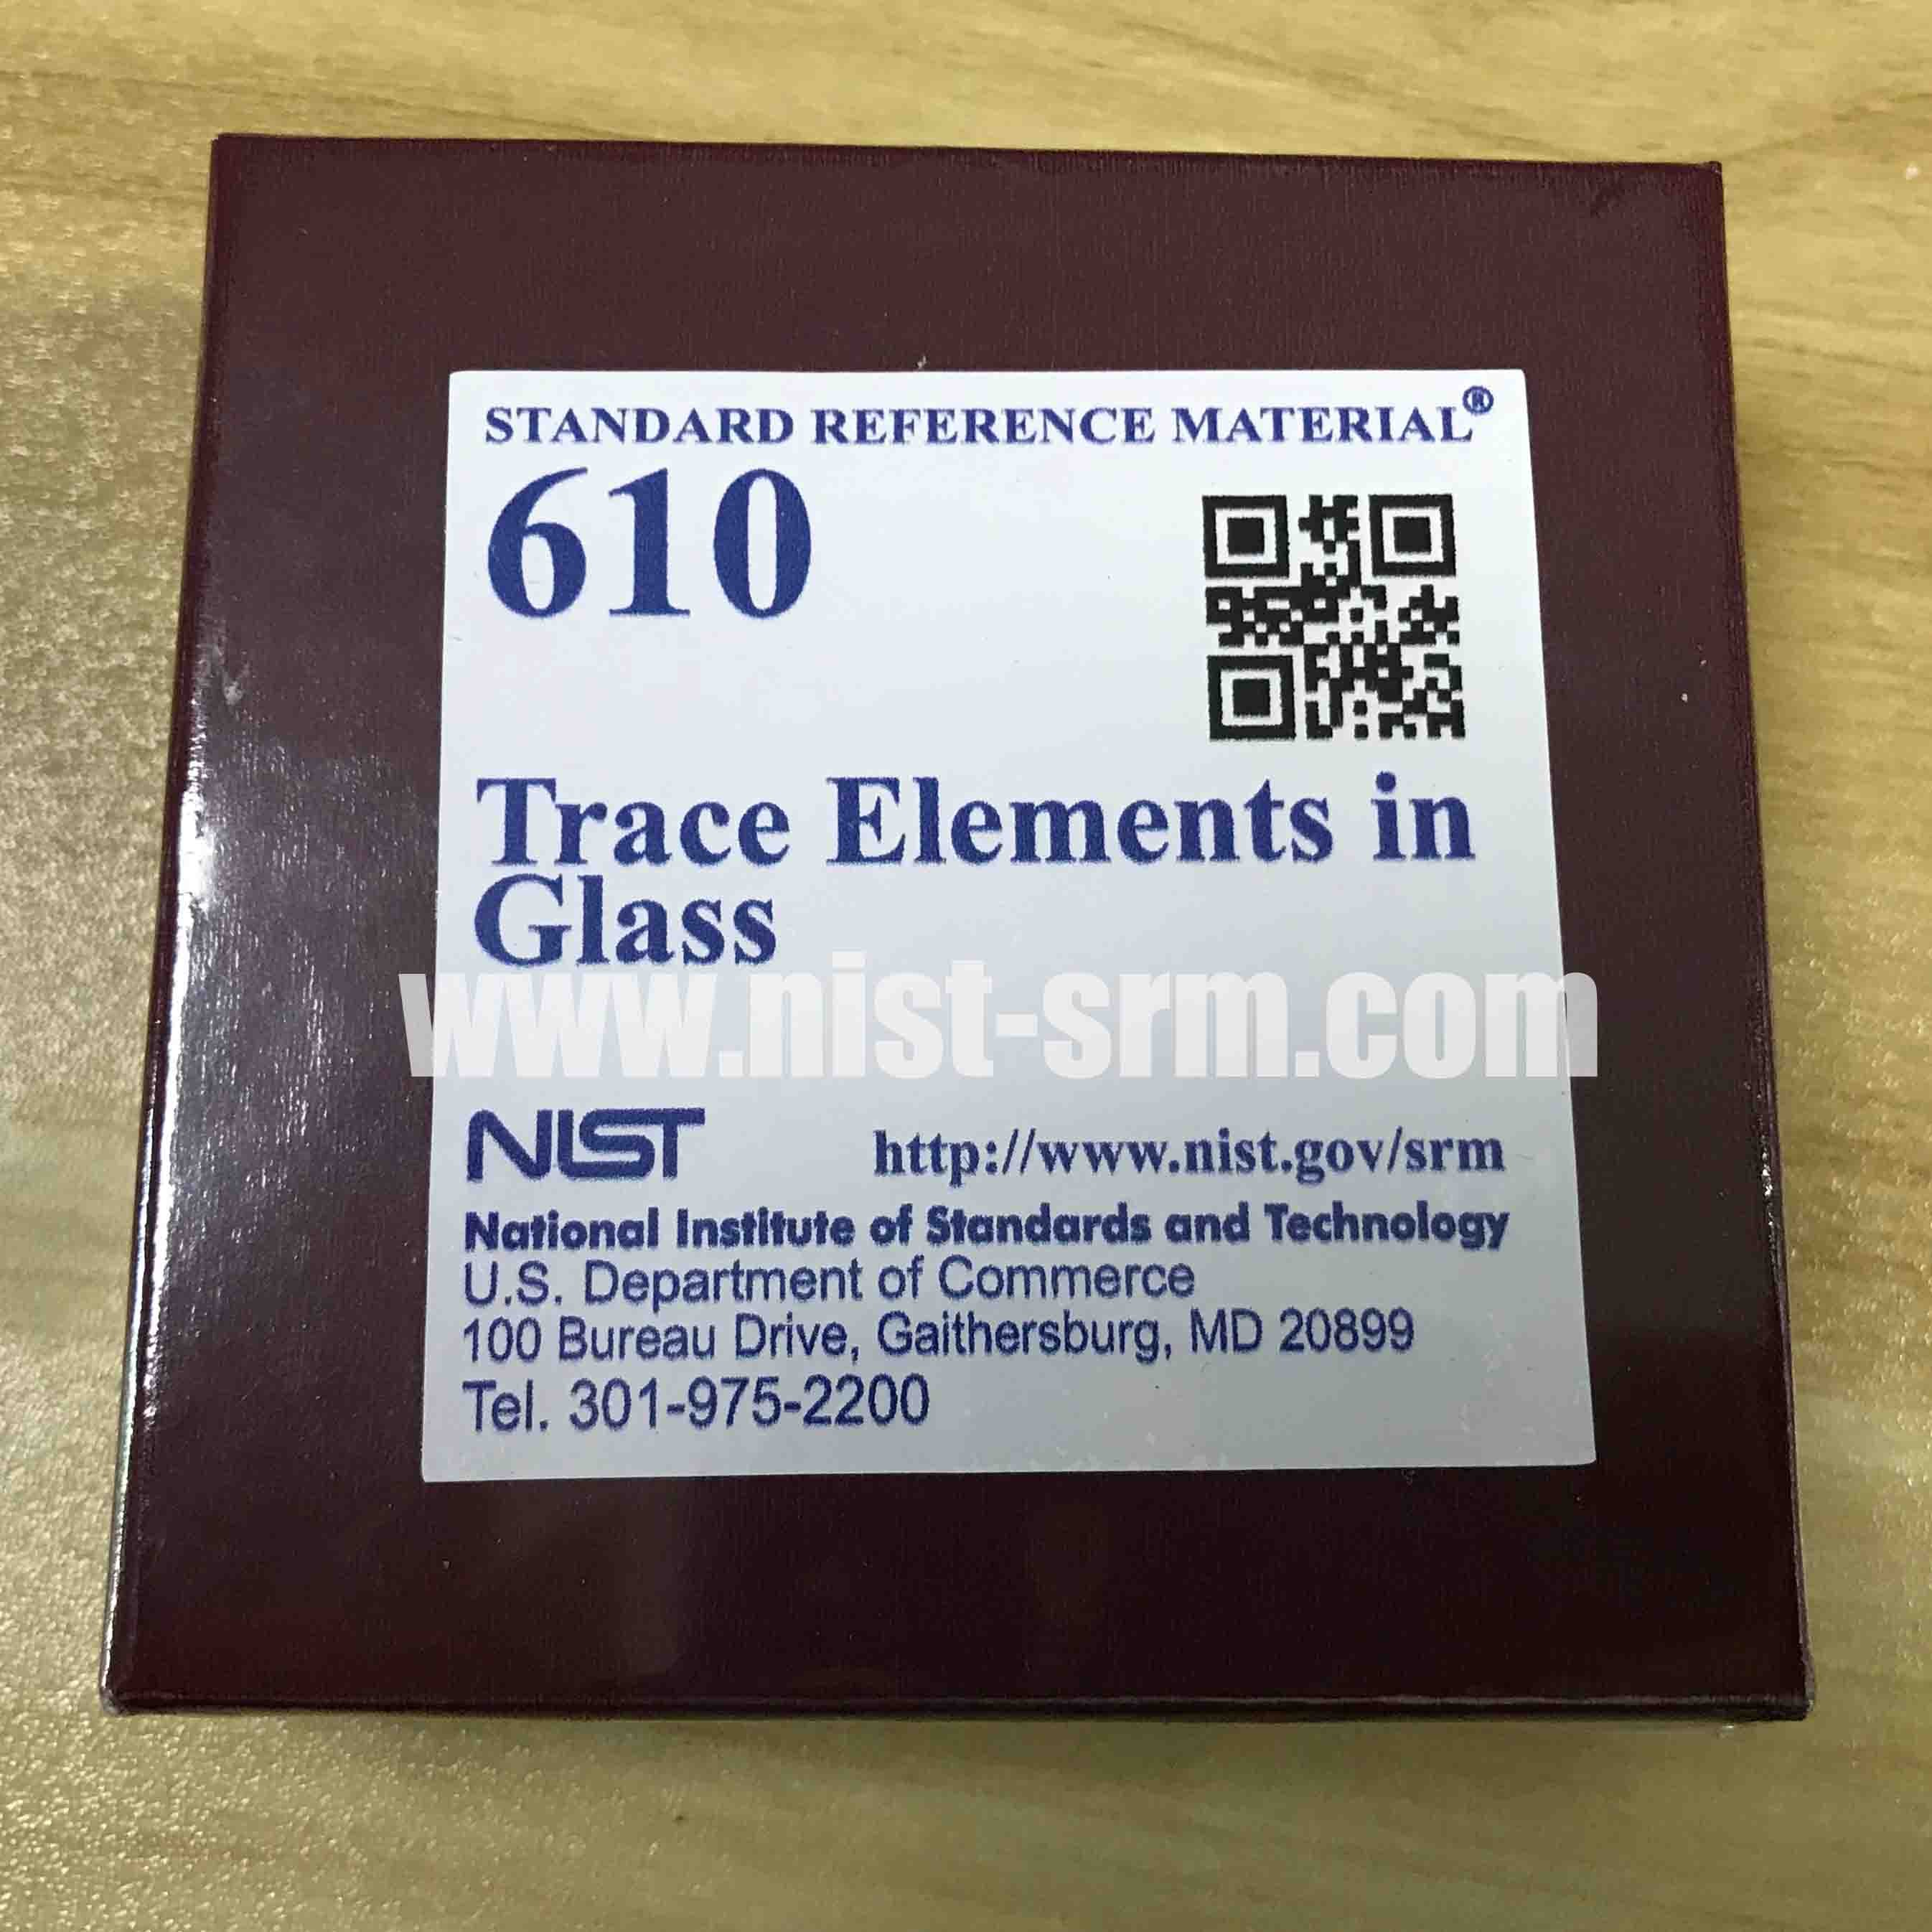 STANDARD REFERENCE MATERIAL®
610
Trace Elements in
Glass
www.nist-srm.com
NIST http://www.nist.gov/srm
National Institute of Standards and Technology
U.S. Department of Commerce
100 Bureau Drive, Gaithersburg, MD 20899
Tel. 301-975-2200